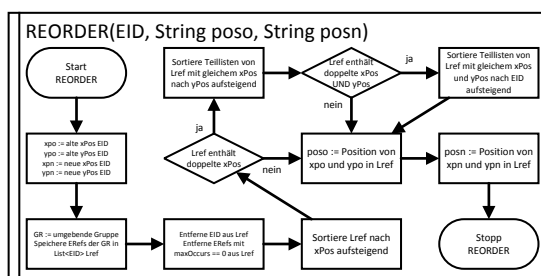 REORDER(EID, String poso, String posn)
Start
REORDER
xpo := alte xPos EID
ypo := alte yPos EID
xpn := neue xPos EID
ypn := neue yPos EID
GR := umgebende Gruppe
Speichere ERefs der GR in
List<EID> Lref
Entferne EID aus Lref
Entferne ERefs mit
maxOccurs == 0 aus Lref
Sortiere Lref nach
xPos aufsteigend
Lref enthält
doppelte xPos
ja
nein
Sortiere Teillisten von
Lref mit gleichem xPos
nach yPos aufsteigend
Lref enthält
doppelte xPos
UND yPos
ja
nein
Sortiere Teillisten von
Lref mit gleichem xPos
und yPos nach EID
aufsteigend
poso := Position von
xpo und ypo in Lref
posn := Position von
xpn und ypn in Lref
Stopp
REORDER